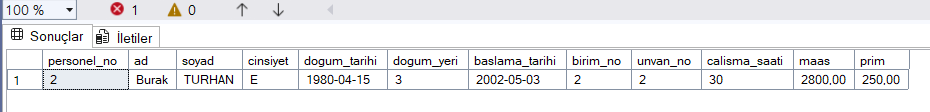 100 % 1 0
Sonuçlar İletiler
personel_no ad soyad cinsiyet dogum_tarihi dogum_yeri baslama_tarihi birim_no unvan_no calisma_saati maas prim
1 2 Burak TURHAN E 1980-04-15 3 2002-05-03 2 2 30 2800,00 250,00